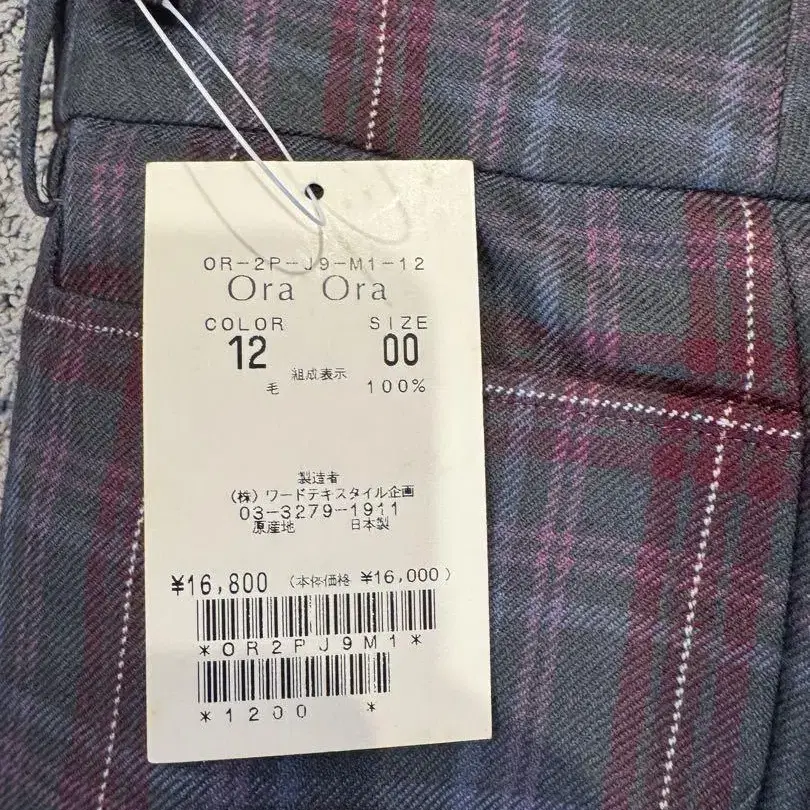 OR-2P-J9-M1-12
Ora Ora
COLOR SIZE
12 00
組成表示
毛 100%
製造者
(株)ワードテキスタイル企画
03-3279-1911
原産地 日本製
¥16,800 (本体価格 ¥16,000)
*OR2PJ9M1*
*1200 *